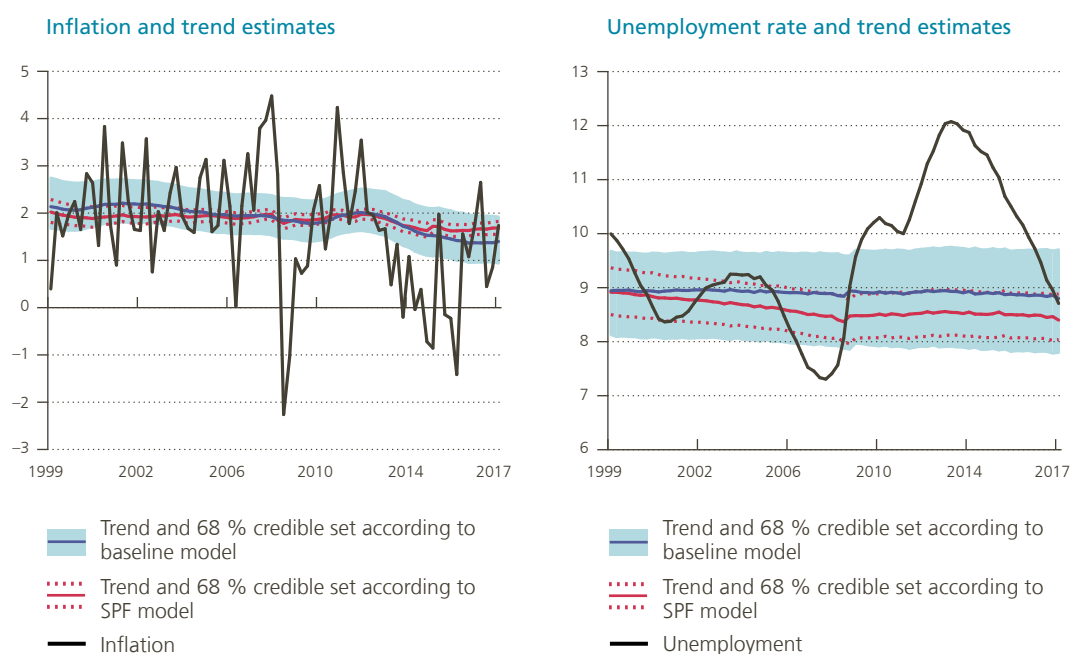 Inflation and trend estimates
5
4
3
2
1
0
–1
–2
–3
1999 2002 2006 2010 2014 2017
Trend and 68 % credible set according to
baseline model
Trend and 68 % credible set according to
SPF model
Inflation
Unemployment rate and trend estimates
13
12
11
10
9
8
7
6
1999 2002 2006 2010 2014 2017
Trend and 68 % credible set according to
baseline model
Trend and 68 % credible set according to
SPF model
Unemployment